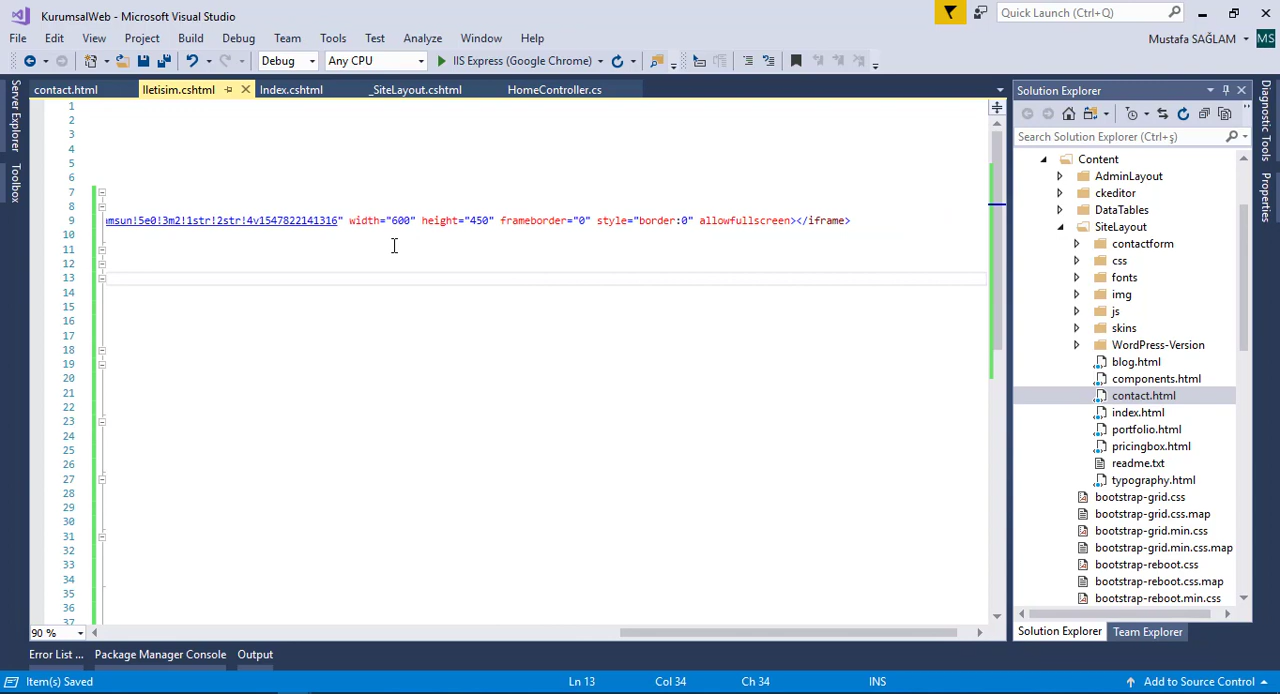 KurumsalWeb - Microsoft Visual Studio
Quick Launch (Ctrl+Q)
File Edit View Project Build Debug Team Tools Test Analyze Window Help
Mustafa SAĞLAM MS
Debug Any CPU IIS Express (Google Chrome)
contact.html Iletisim.cshtml Index.cshtml _SiteLayout.cshtml HomeController.cs
Server Explorer
Toolbox
1
2
3
4
5
6
7
8
9 amsun!5e0!3m2!1str!2str!4v1547822141316" width="600" height="450" frameborder="0" style="border:0" allowfullscreen></iframe>
10
11
12
13
14
15
16
17
18
19
20
21
22
23
24
25
26
27
28
29
30
31
32
33
34
35
36
37
90 %
Solution Explorer
Search Solution Explorer (Ctrl+ş)
Content
AdminLayout
ckeditor
DataTables
SiteLayout
contactform
css
fonts
img
js
skins
WordPress-Version
blog.html
components.html
contact.html
index.html
portfolio.html
pricingbox.html
readme.txt
typography.html
bootstrap-grid.css
bootstrap-grid.css.map
bootstrap-grid.min.css
bootstrap-grid.min.css.map
bootstrap-reboot.css
bootstrap-reboot.css.map
bootstrap-reboot.min.css
Solution Explorer Team Explorer
Diagnostic Tools
Properties
Error List ... Package Manager Console Output
Item(s) Saved Ln 13 Col 34 Ch 34 INS Add to Source Control